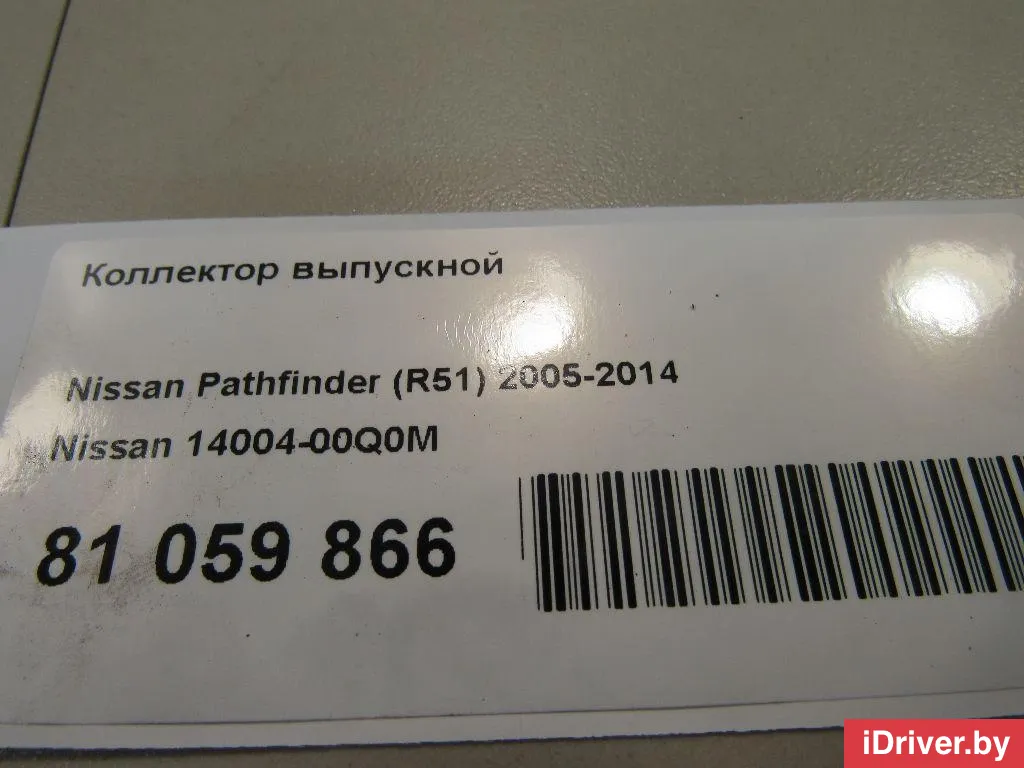 Коллектор выпускной
Nissan Pathfinder (R51) 2005-2014
Nissan 14004-00Q0M
81 059 866
iDriver.by